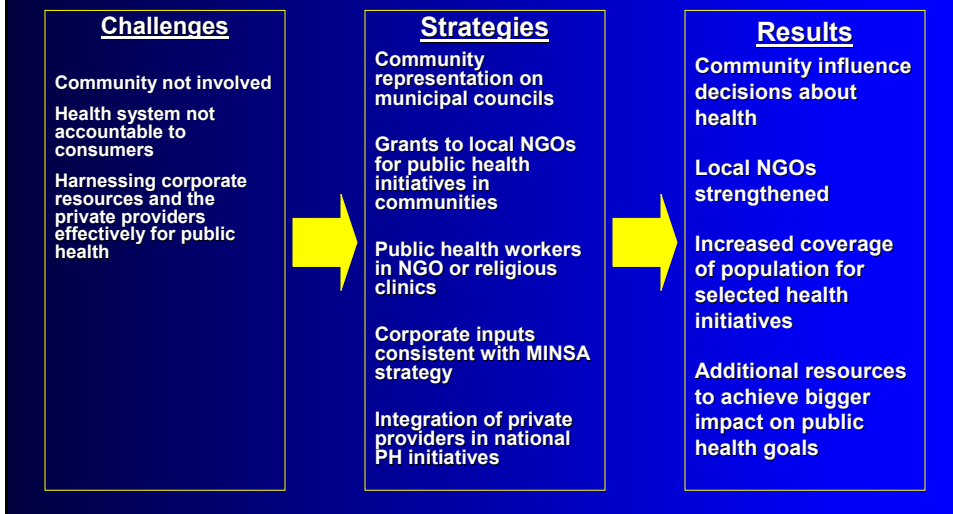 Challenges
Community not involved
Health system not
accountable to
consumers
Harnessing corporate
resources and the
private providers
effectively for public
health
Strategies
Community
representation on
municipal councils
Grants to local NGOs
for public health
initiatives in
communities
Public health workers
in NGO or religious
clinics
Corporate inputs
consistent with MINSA
strategy
Integration of private
providers in national
PH initiatives
Results
Community influence
decisions about
health
Local NGOs
strengthened
Increased coverage
of population for
selected health
initiatives
Additional resources
to achieve bigger
impact on public
health goals